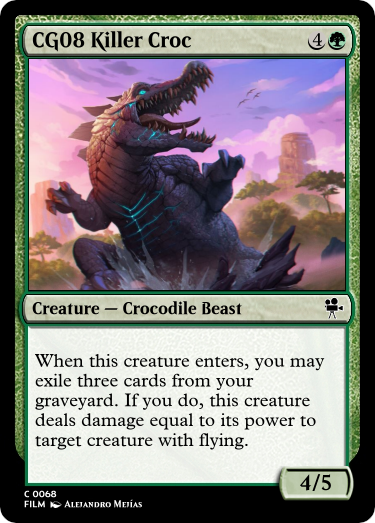 CG08 Killer Croc 4
Creature — Crocodile Beast
When this creature enters, you may
exile three cards from your
graveyard. If you do, this creature
deals damage equal to its power to
target creature with flying.
4/5
C 0068
FILM Alejandro Mejías